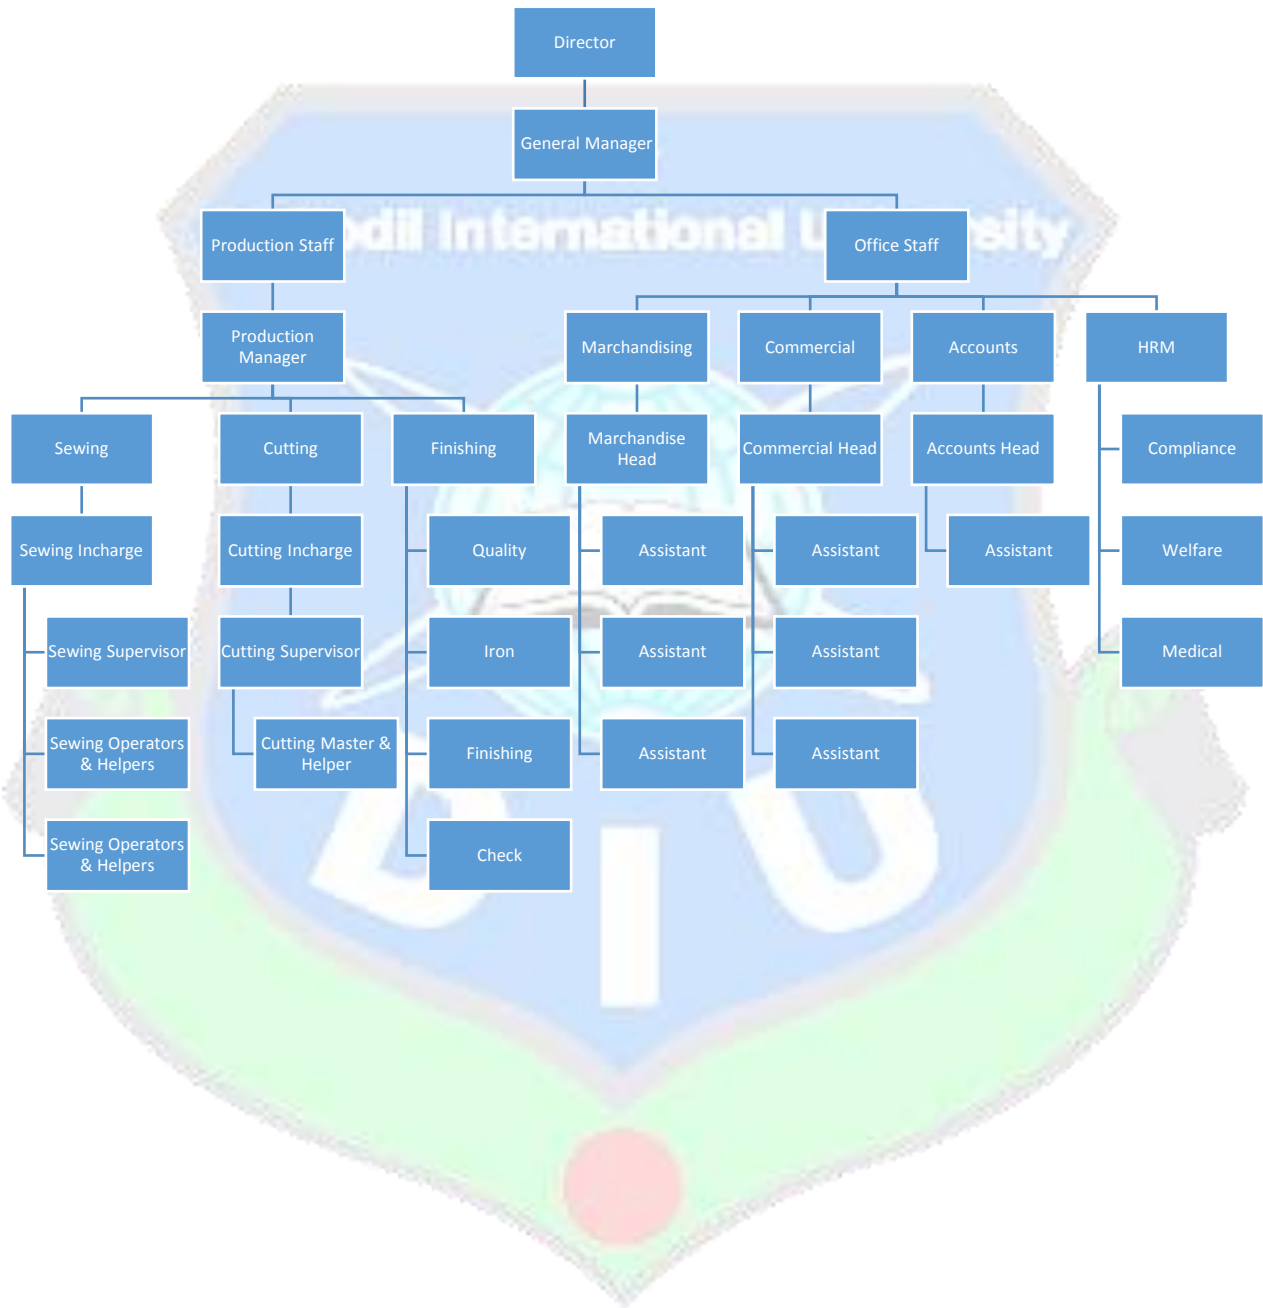 Director
General Manager
Production Staff
Office Staff
Production
Manager
Marchandising
Commercial
Accounts
HRM
Sewing
Cutting
Finishing
Marchandise
Head
Commercial Head
Accounts Head
Compliance
Sewing Incharge
Cutting Incharge
Quality
Assistant
Assistant
Assistant
Welfare
Sewing Supervisor
Cutting Supervisor
Iron
Assistant
Assistant
Medical
Sewing Operators
& Helpers
Cutting Master &
Helper
Finishing
Assistant
Assistant
Sewing Operators
& Helpers
Check
International
D I U